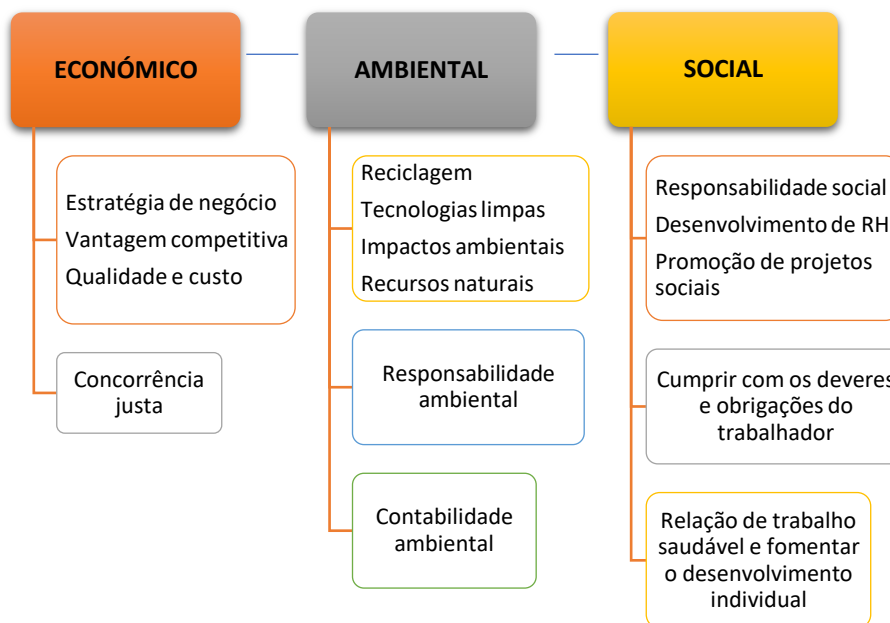 ECONÓMICO
AMBIENTAL
SOCIAL
Estratégia de negócio
Vantagem competitiva
Qualidade e custo
Concorrência
justa
Reciclagem
Tecnologias limpas
Impactos ambientais
Recursos naturais
Responsabilidade
ambiental
Contabilidade
ambiental
Responsabilidade social
Desenvolvimento de RH
Promoção de projetos
sociais
Cumprir com os deveres
e obrigações do
trabalhador
Relação de trabalho
saudável e fomentar
o desenvolvimento
individual